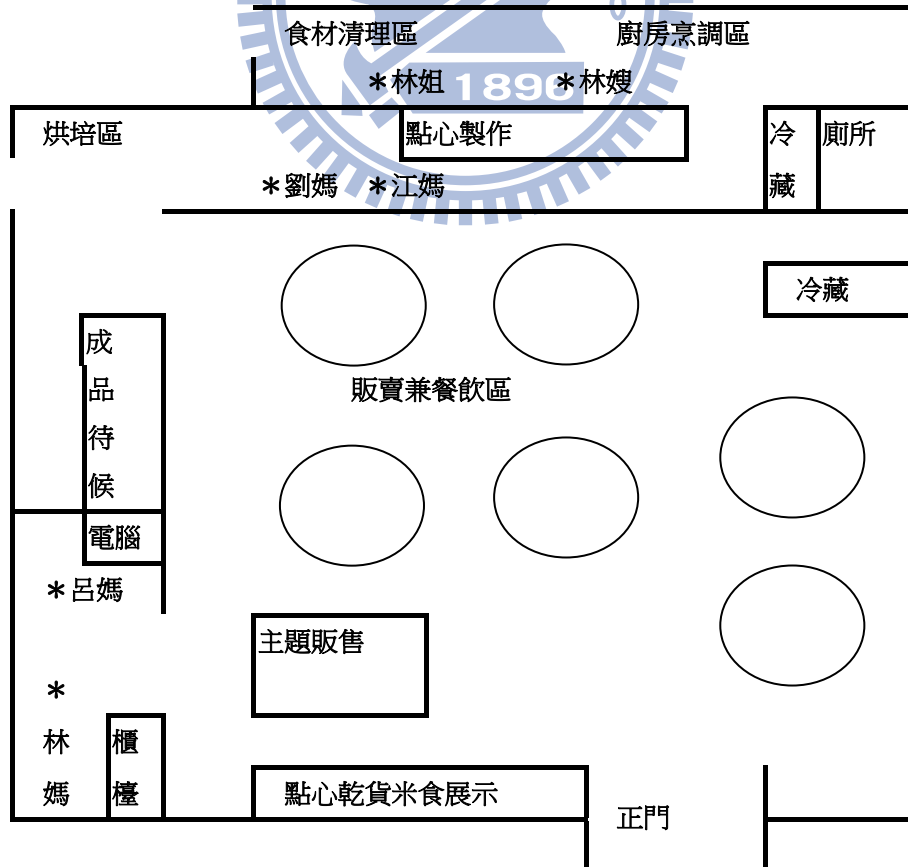 食材清理區 廚房烹調區
*林姐 *林嫂
1896
烘培區 點心製作 冷藏 廁所
*劉媽 *江媽
冷藏
成品待候
販賣兼餐飲區
電腦
*呂媽
主題販售
*林媽 櫃檯
點心乾貨米食展示
正門